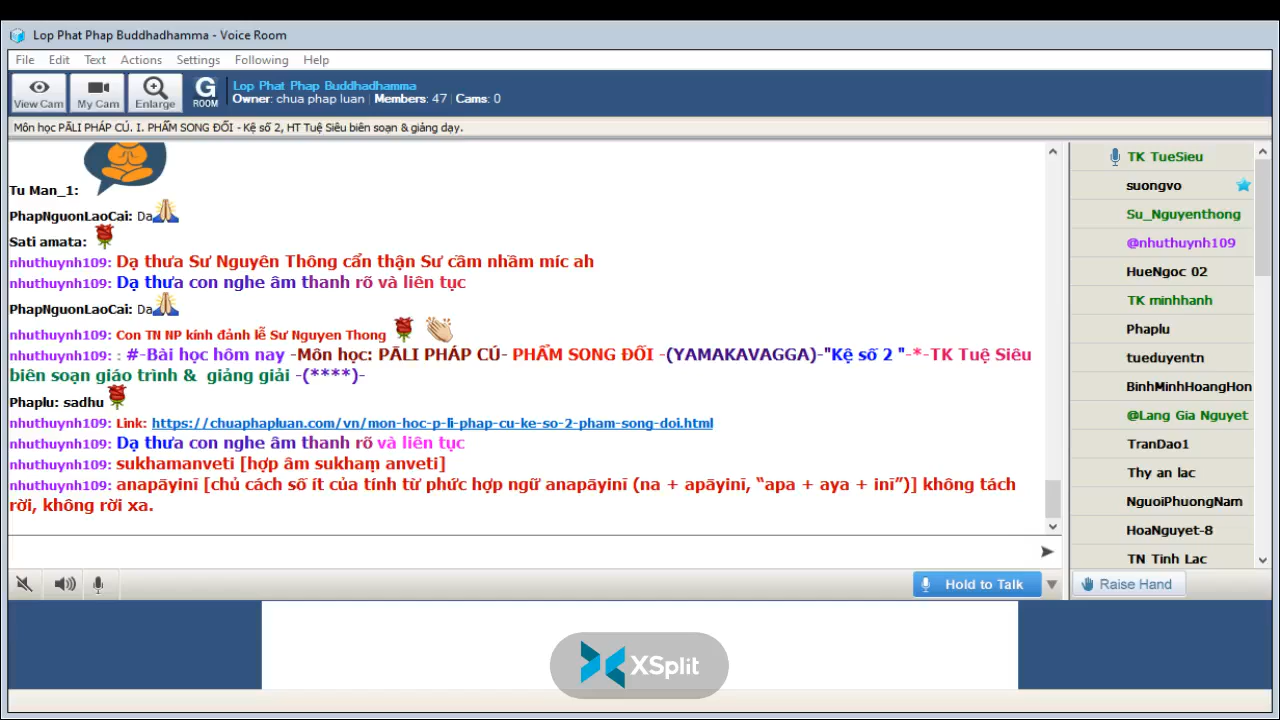 Lop Phat Phap Buddhadhamma - Voice Room
File Edit Text Actions Settings Following Help
View Cam My Cam Enlarge G ROOM
Lop Phat Phap Buddhadhamma
Owner: chua phap luan | Members: 47 | Cams: 0
Môn học PĀLI PHÁP CÚ. I. PHẨM SONG ĐỐI - Kệ số 2, HT Tuệ Siêu biên soạn & giảng dạy.
Tu Man_1:
PhapNguonLaoCai: Da
Sati amata:
nhuthuynh109: Dạ thưa Sư Nguyên Thông cẩn thận Sư cầm nhầm míc ah
nhuthuynh109: Dạ thưa con nghe âm thanh rõ và liên tục
PhapNguonLaoCai: Da
nhuthuynh109: Con TN NP kính đảnh lễ Sư Nguyen Thong
nhuthuynh109: : #-Bài học hôm nay -Môn học: PĀLI PHÁP CÚ- PHẨM SONG ĐỐI -(YAMAKAVAGGA)-"Kệ số 2 "-*-TK Tuệ Siêu
biên soạn giáo trình & giảng giải -(****)-
Phaplu: sadhu
nhuthuynh109: Link: https://chuaphapluan.com/vn/mon-hoc-p-li-phap-cu-ke-so-2-pham-song-doi.html
nhuthuynh109: Dạ thưa con nghe âm thanh rõ và liên tục
nhuthuynh109: sukhamanveti [hợp âm sukhaṃ anveti]
nhuthuynh109: anapāyinī [chủ cách số ít của tính từ phức hợp ngữ anapāyinī (na + apāyinī, “apa + aya + inī”)] không tách
rời, không rời xa.
TK TueSieu
suongvo
Su_Nguyenthong
@nhuthuynh109
HueNgoc 02
TK minhhanh
Phaplu
tueduyentn
BinhMinhHoangHon
@Lang Gia Nguyet
TranDao1
Thy an lac
NguoiPhuongNam
HoaNguyet-8
TN Tinh Lac
Hold to Talk
Raise Hand
XSplit